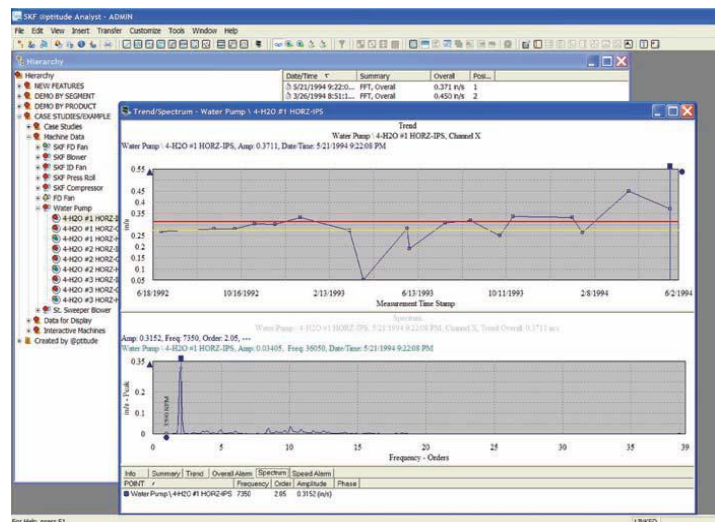 SKF @ptitude Analyst - ADMIN
File Edit View Insert Transfer Customize Tools Window Help
Hierarchy
Hierarchy
NEW FEATURES
DEMO BY SEGMENT
DEMO BY PRODUCT
CASE STUDIES/EXAMPLE
Case Studies
Machine Data
SKF FD Fan
SKF Blower
SKF ID Fan
SKF Press Roll
SKF Compressor
FD Fan
Water Pump
4-H2O #1 HORZ-I
4-H2O #1 HORZ-
4-H2O #1 HORZ-
4-H2O #2 HORZ-
4-H2O #2 HORZ-
4-H2O #2 HORZ-
4-H2O #3 HORZ-
4-H2O #3 HORZ-
4-H2O #3 HORZ-
St. Sweeper Blower
Data for Display
Interactive Machines
Created by @ptitude
Date/Time Summary Overall Posi...
5/21/1994 9:22:0... FFT, Overall 0.371 m/s 1
3/26/1994 8:51:1... FFT, Overall 0.450 m/s 2
Trend/Spectrum - Water Pump \ 4-H2O #1 HORZ-IPS
Trend
Water Pump \ 4-H2O #1 HORZ-IPS, Channel X
Water Pump \ 4-H2O #1 HORZ-IPS, Amp: 0.3711, Date/Time: 5/21/1994 9:22:08 PM
in/s
0.55
0.45
0.4
0.35
0.3
0.25
0.2
0.15
0.1
0.05
6/18/1992 10/16/1992 2/13/1993 6/13/1993 10/11/1993 2/8/1994 6/2/1994
Measurement Time Stamp
Spectrum
Water Pump \ 4-H2O #1 HORZ-IPS, 5/21/1994 9:22:08 PM, Channel X, Trend Overall: 0.3711 in/s
Amp: 0.3152, Freq: 7350, Order: 2.05, ---
Water Pump \ 4-H2O #1 HORZ-IPS, Amp: 0.03405, Freq: 36050, Date/Time: 5/21/1994 9:22:08 PM
in/s - Peak
0.35
0.2
0.1
0
3590 RPM
0 5 10 15 20 25 30 35 39
Frequency - Orders
Info Summary Trend Overall Alarm Spectrum Speed Alarm
POINT / Frequency Order Amplitude Phase
Water Pump\4-H2O #1 HORZ-IPS 7350 2.05 0.3152 (in/s)
For Help, press F1
LINKED